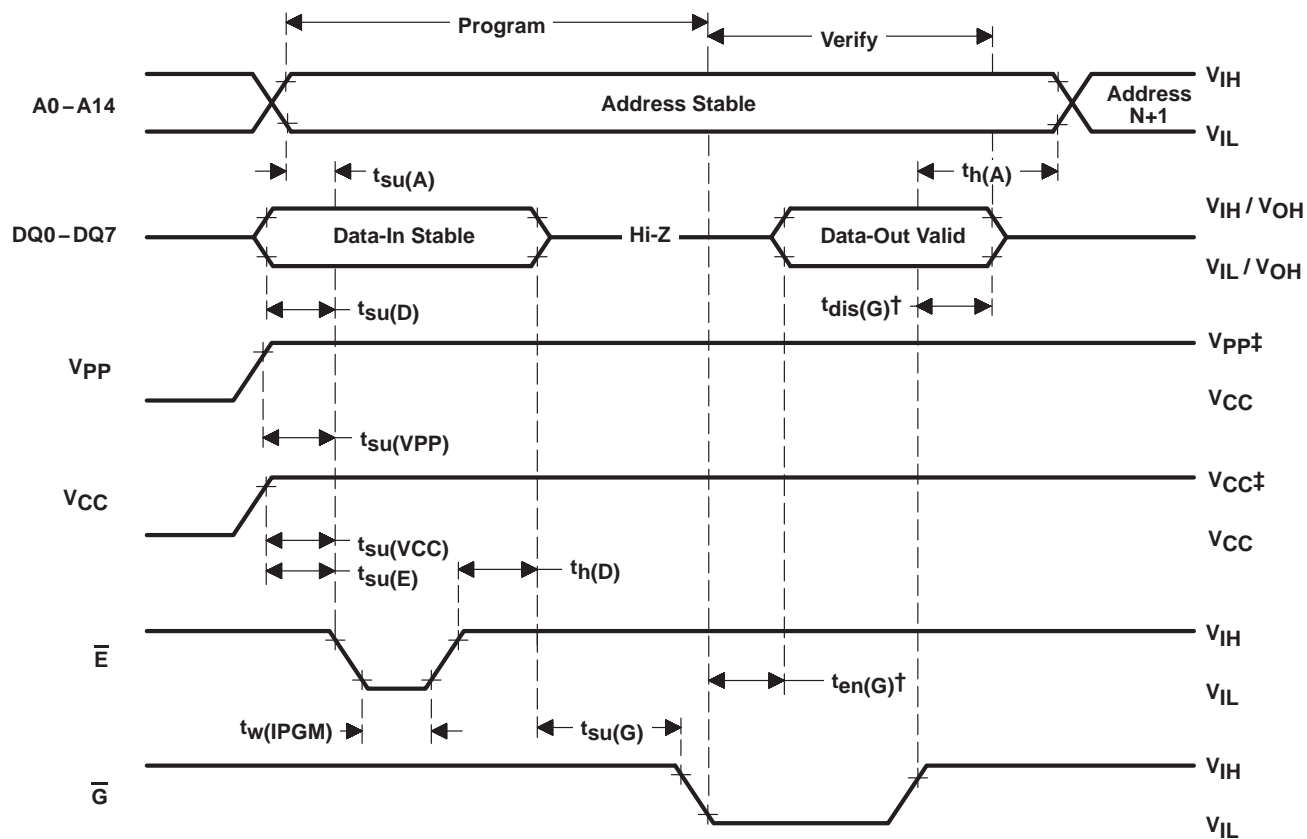 Program
Verify
A0–A14
Address Stable
Address
N+1
VIH
VIL
tsu(A)
th(A)
DQ0–DQ7
Data-In Stable
Hi-Z
Data-Out Valid
VIH / VOH
VIL / VOH
tsu(D)
tdis(G)†
VPP
VPP‡
VCC
tsu(VPP)
VCC
VCC‡
VCC
tsu(VCC)
tsu(E)
th(D)
E̅
VIH
VIL
ten(G)†
tw(IPGM)
tsu(G)
G̅
VIH
VIL